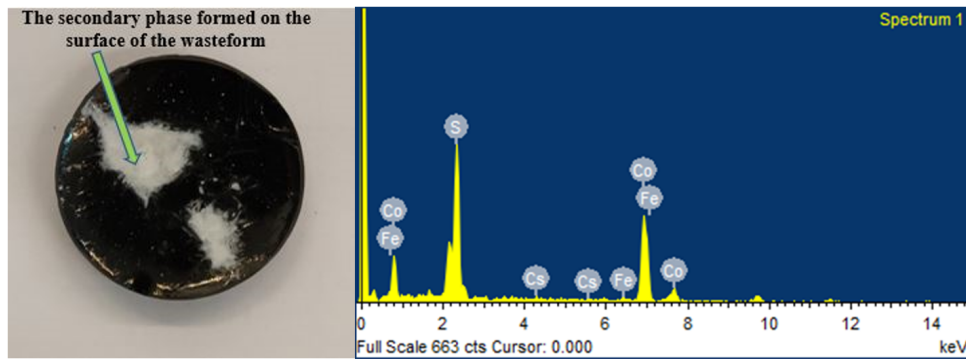 The secondary phase formed on the
surface of the wasteform
Spectrum 1
S
Co
Fe
Co
Fe
Cs
Cs
Fe
Co
0 2 4 6 8 10 12 14
Full Scale 663 cts Cursor: 0.000 keV